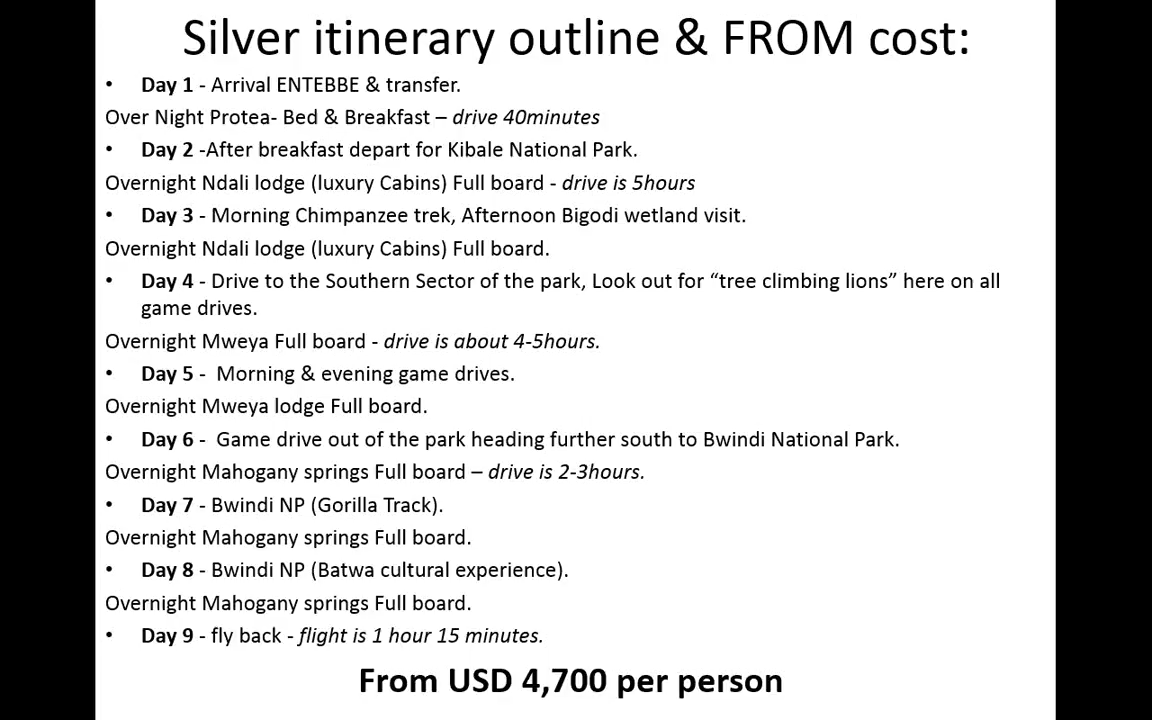 Silver itinerary outline & FROM cost:
• Day 1 - Arrival ENTEBBE & transfer.
Over Night Protea- Bed & Breakfast – drive 40minutes
• Day 2 -After breakfast depart for Kibale National Park.
Overnight Ndali lodge (luxury Cabins) Full board - drive is 5hours
• Day 3 - Morning Chimpanzee trek, Afternoon Bigodi wetland visit.
Overnight Ndali lodge (luxury Cabins) Full board.
• Day 4 - Drive to the Southern Sector of the park, Look out for “tree climbing lions” here on all
game drives.
Overnight Mweya Full board - drive is about 4-5hours.
• Day 5 - Morning & evening game drives.
Overnight Mweya lodge Full board.
• Day 6 - Game drive out of the park heading further south to Bwindi National Park.
Overnight Mahogany springs Full board – drive is 2-3hours.
• Day 7 - Bwindi NP (Gorilla Track).
Overnight Mahogany springs Full board.
• Day 8 - Bwindi NP (Batwa cultural experience).
Overnight Mahogany springs Full board.
• Day 9 - fly back - flight is 1 hour 15 minutes.
From USD 4,700 per person